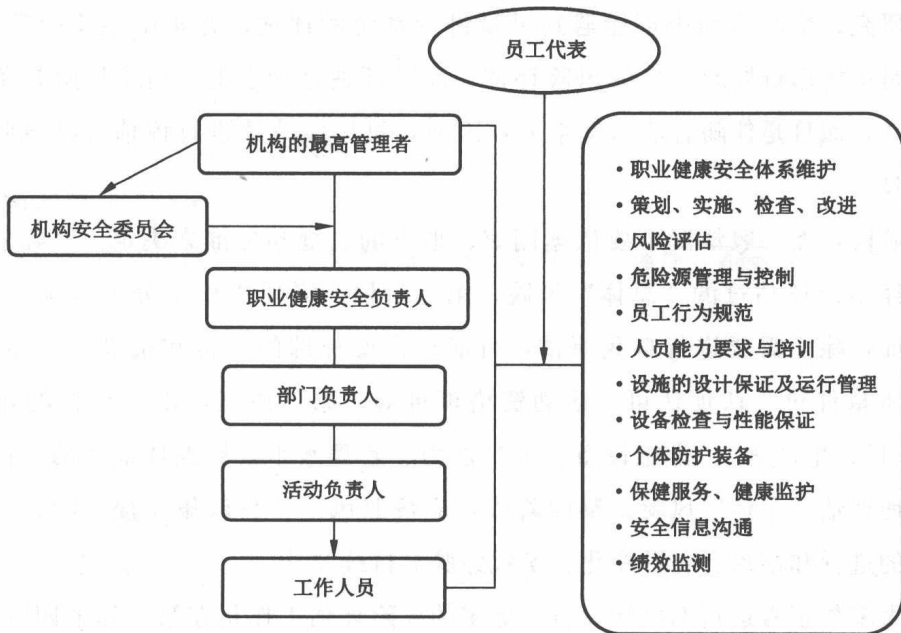 员工代表
机构的最高管理者
机构安全委员会
职业健康安全负责人
部门负责人
活动负责人
工作人员
·职业健康安全体系维护
·策划、实施、检查、改进
·风险评估
·危险源管理与控制
·员工行为规范
·人员能力要求与培训
·设施的设计保证及运行管理
·设备检查与性能保证
·个体防护装备
·保健服务、健康监护
·安全信息沟通
·绩效监测